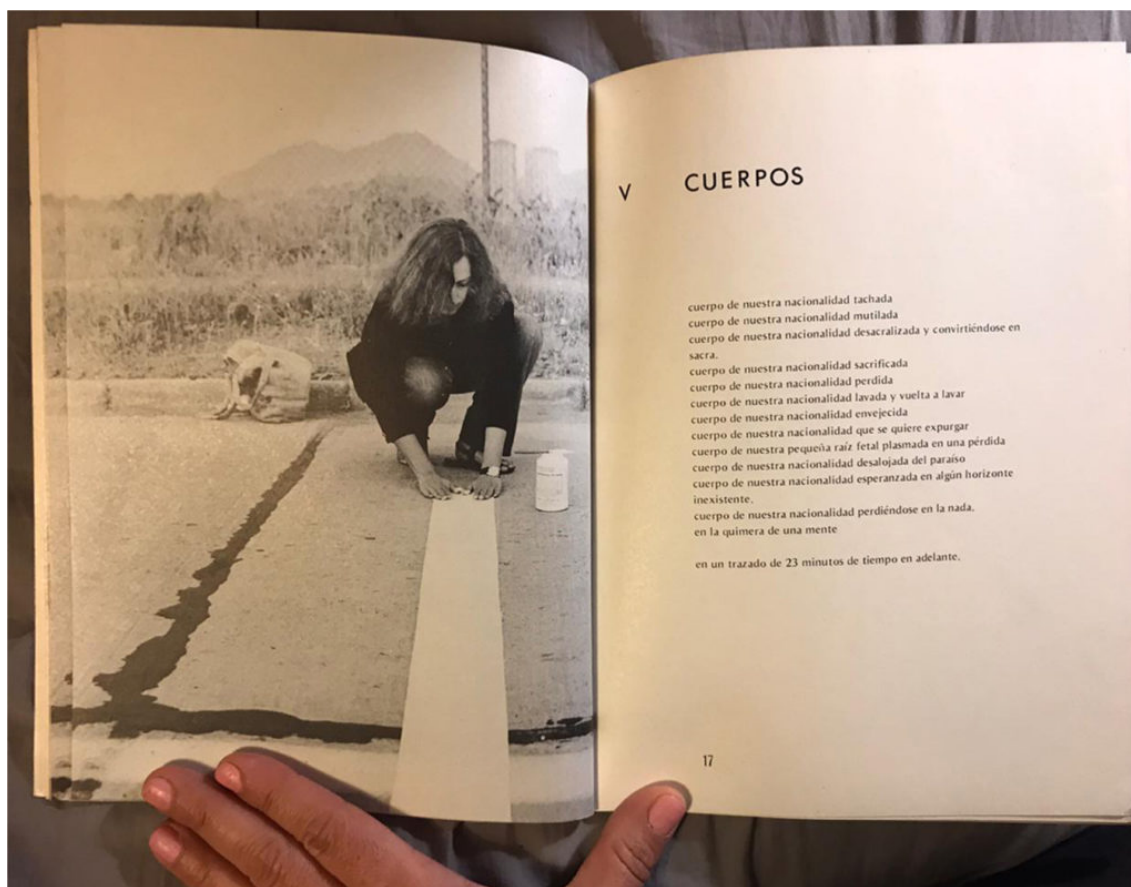 V CUERPOS
cuerpo de nuestra nacionalidad tachada
cuerpo de nuestra nacionalidad mutilada
cuerpo de nuestra nacionalidad desacralizada y convirtiéndose en
sacra.
cuerpo de nuestra nacionalidad sacrificada
cuerpo de nuestra nacionalidad perdida
cuerpo de nuestra nacionalidad lavada y vuelta a lavar
cuerpo de nuestra nacionalidad envejecida
cuerpo de nuestra nacionalidad que se quiere expurgar
cuerpo de nuestra pequeña raíz fetal plasmada en una pérdida
cuerpo de nuestra nacionalidad desalojada del paraíso
cuerpo de nuestra nacionalidad esperanzada en algún horizonte
inexistente.
cuerpo de nuestra nacionalidad perdiéndose en la nada.
en la quimera de una mente
en un trazado de 23 minutos de tiempo en adelante.
17